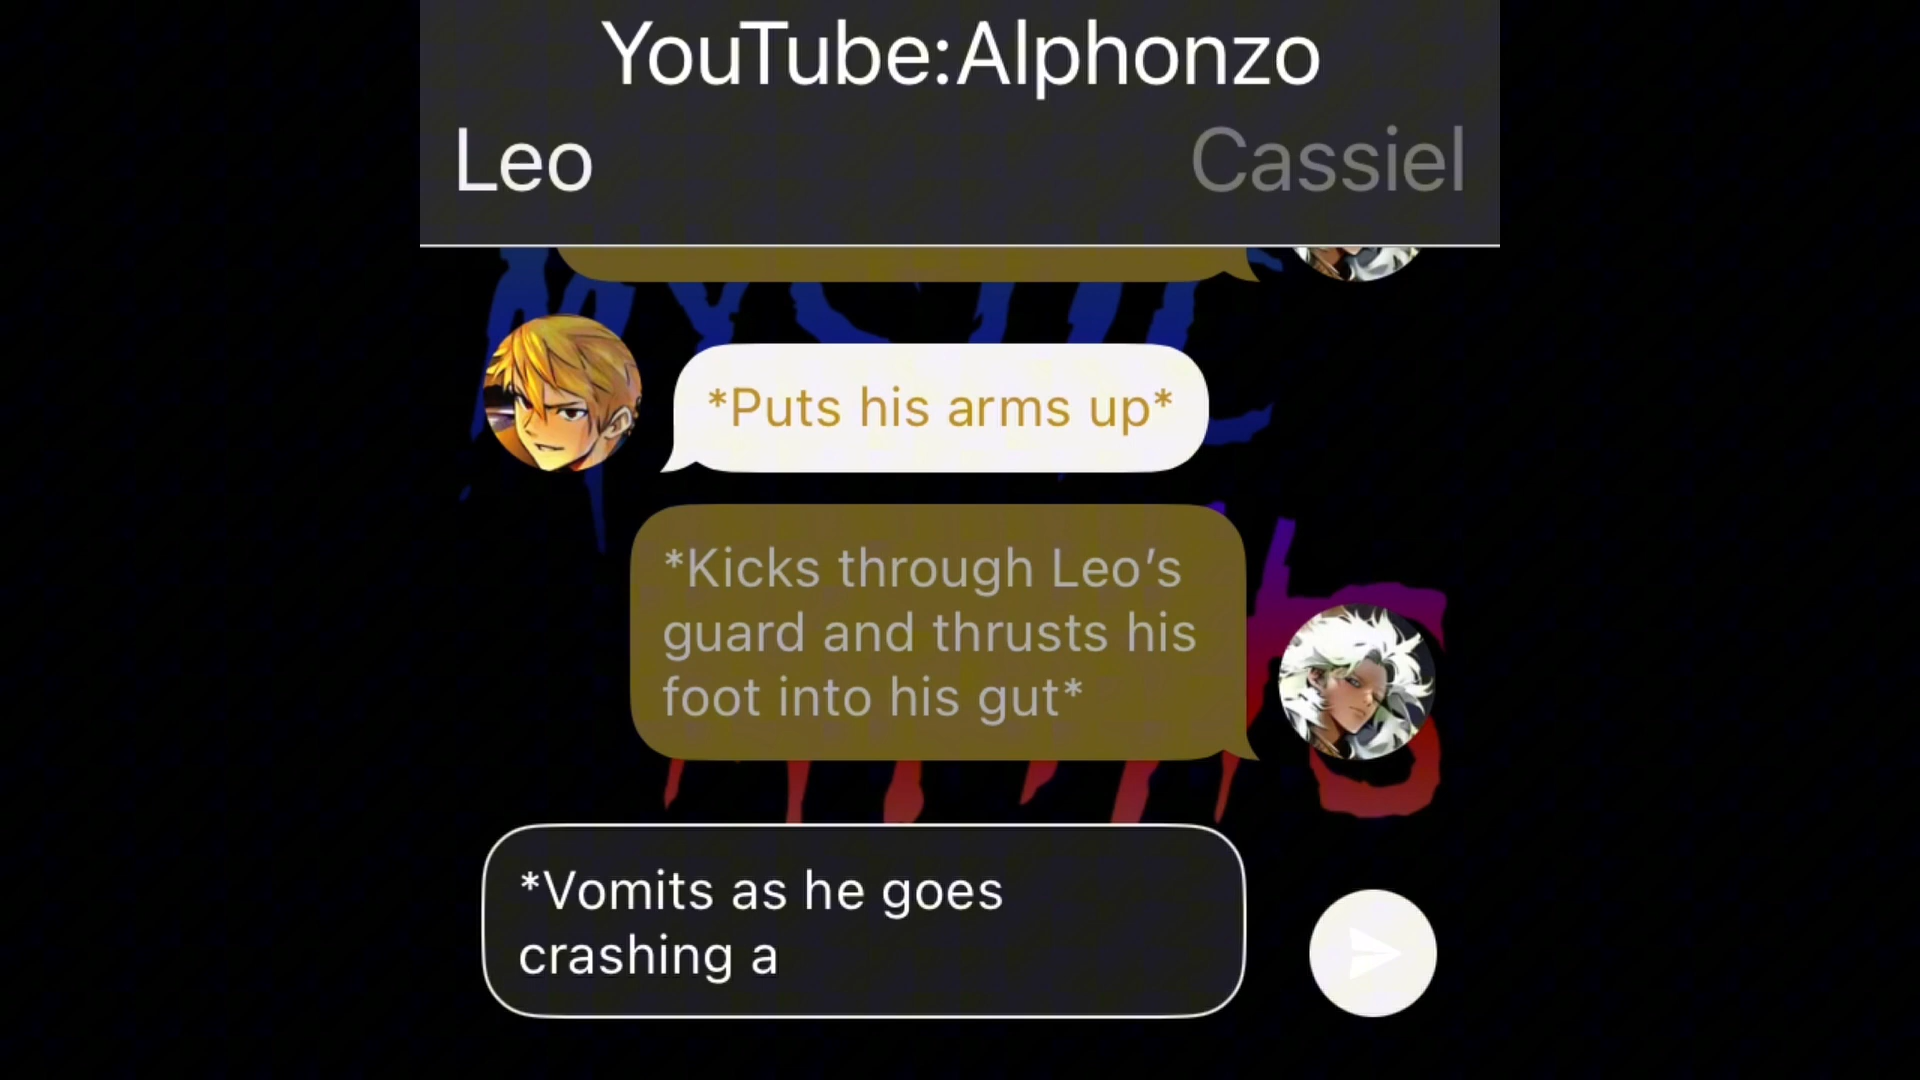 YouTube:Alphonzo
Leo
Cassiel
*Puts his arms up*
*Kicks through Leo’s
guard and thrusts his
foot into his gut*
*Vomits as he goes
crashing a